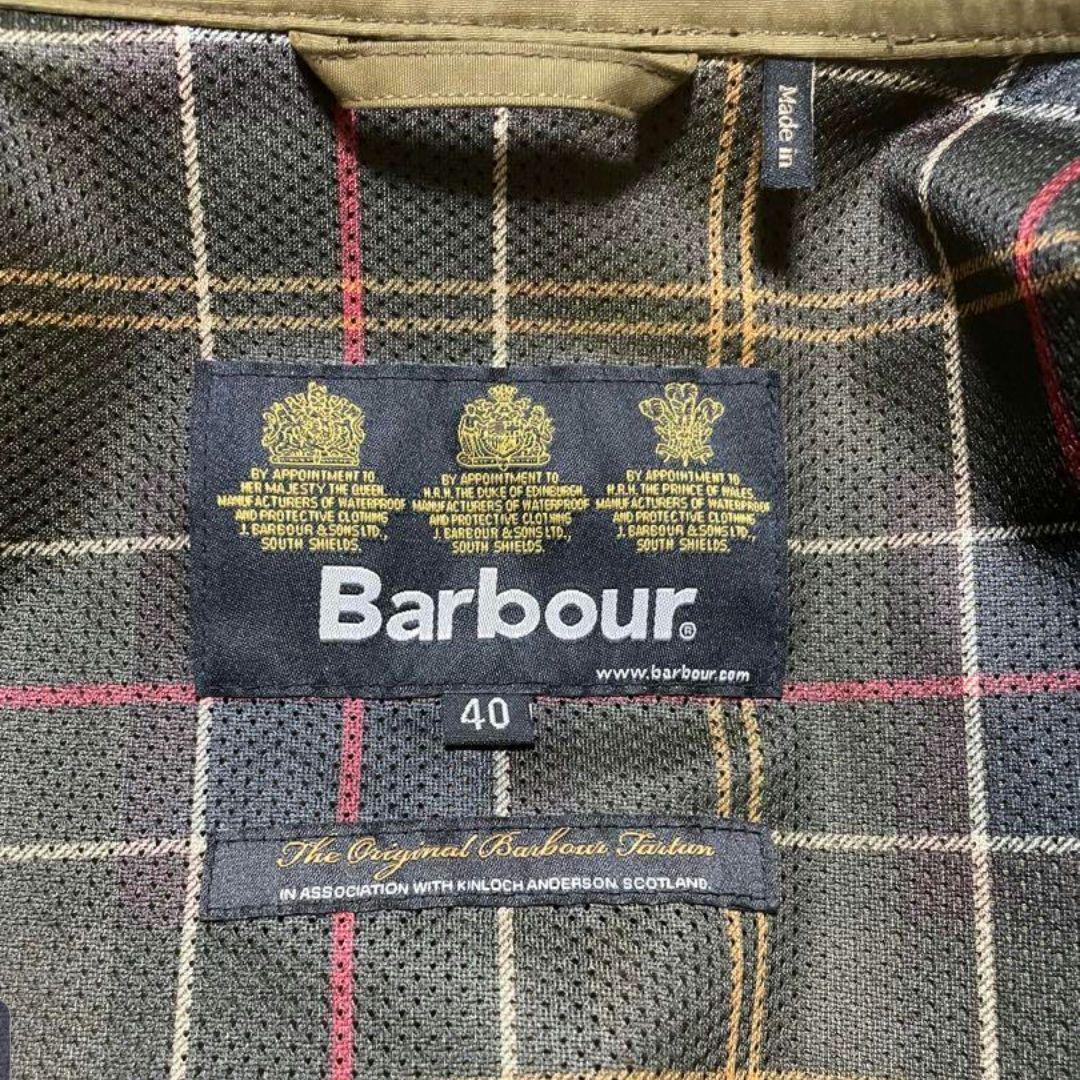 Made in
BY APPOINTMENT TO
HER MAJESTY THE QUEEN
MANUFACTURERS OF WATERPROOF
AND PROTECTIVE CLOTHING
J. BARBOUR & SONS LTD.,
SOUTH SHIELDS.
BY APPOINTMENT TO
H.R.H. THE DUKE OF EDINBURGH
MANUFACTURERS OF WATERPROOF
AND PROTECTIVE CLOTHING
J. BARBOUR & SONS LTD.,
SOUTH SHIELDS.
BY APPOINTMENT TO
H.R.H. THE PRINCE OF WALES
MANUFACTURERS OF WATERPROOF
AND PROTECTIVE CLOTHING
J. BARBOUR & SONS LTD.,
SOUTH SHIELDS.
Barbour®
www.barbour.com
40
The Original Barbour Tartan
IN ASSOCIATION WITH KINLOCH ANDERSON. SCOTLAND.